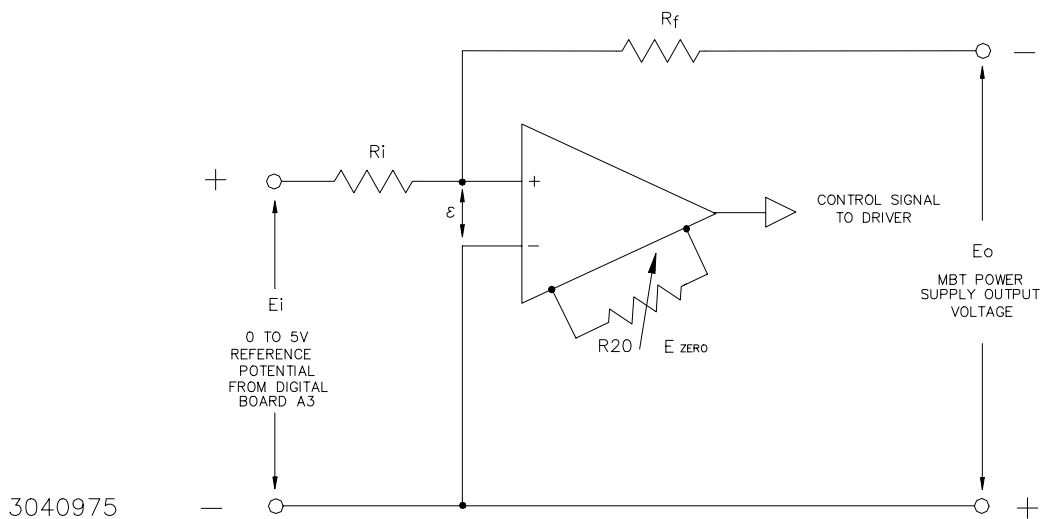 Rf
−
Ri
+
+
ε
−
CONTROL SIGNAL
TO DRIVER
Ei
0 TO 5V
REFERENCE
POTENTIAL
FROM DIGITAL
BOARD A3
R20
E ZERO
Eo
MBT POWER
SUPPLY OUTPUT
VOLTAGE
3040975
−
+